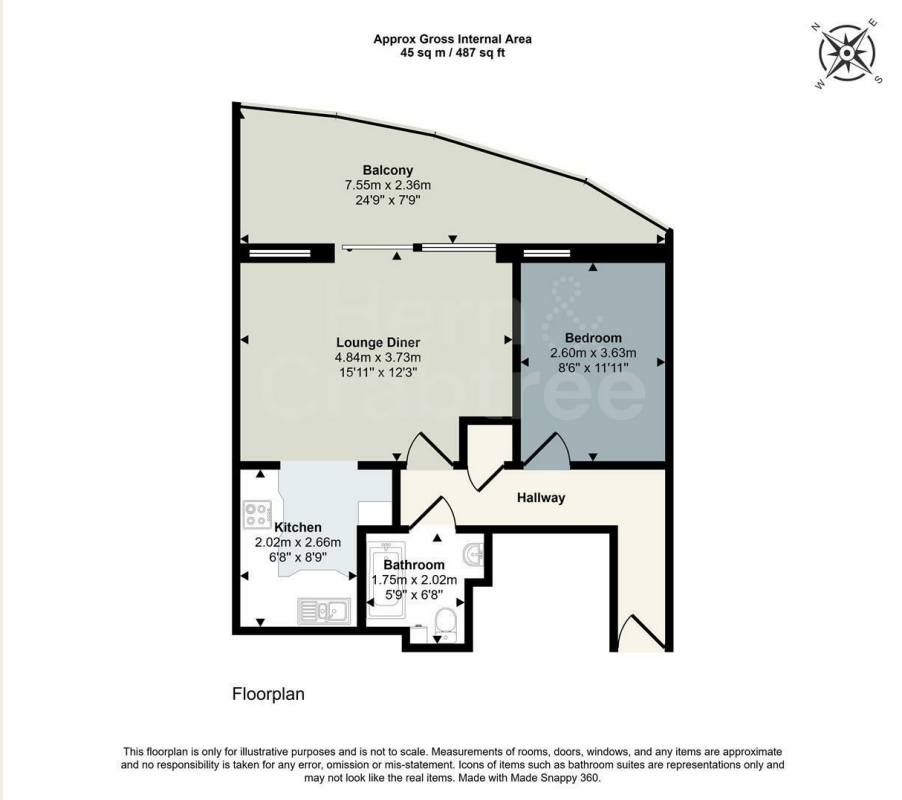 Approx Gross Internal Area
45 sq m / 487 sq ft
N
E
W
S
Balcony
7.55m x 2.36m
24'9" x 7'9"
Lounge Diner
4.84m x 3.73m
15'11" x 12'3"
Bedroom
2.60m x 3.63m
8'6" x 11'11"
Hern &
Crabtree
Hallway
Kitchen
2.02m x 2.66m
6'8" x 8'9"
Bathroom
1.75m x 2.02m
5'9" x 6'8"
Floorplan
This floorplan is only for illustrative purposes and is not to scale. Measurements of rooms, doors, windows, and any items are approximate
and no responsibility is taken for any error, omission or mis-statement. Icons of items such as bathroom suites are representations only and
may not look like the real items. Made with Made Snappy 360.